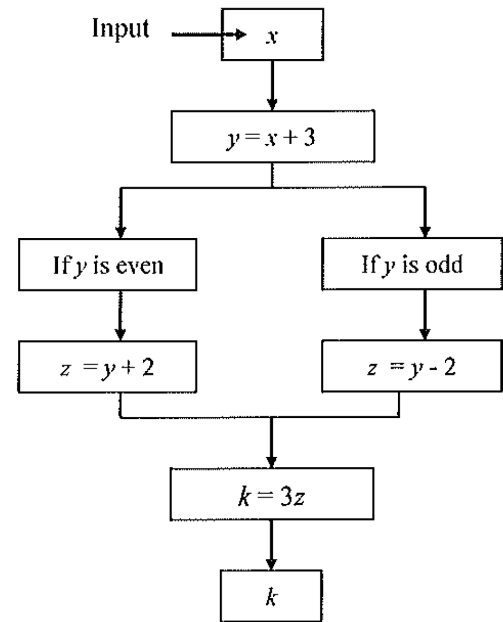 Input
x
y = x + 3
If y is even
If y is odd
z = y + 2
z = y - 2
k = 3z
k